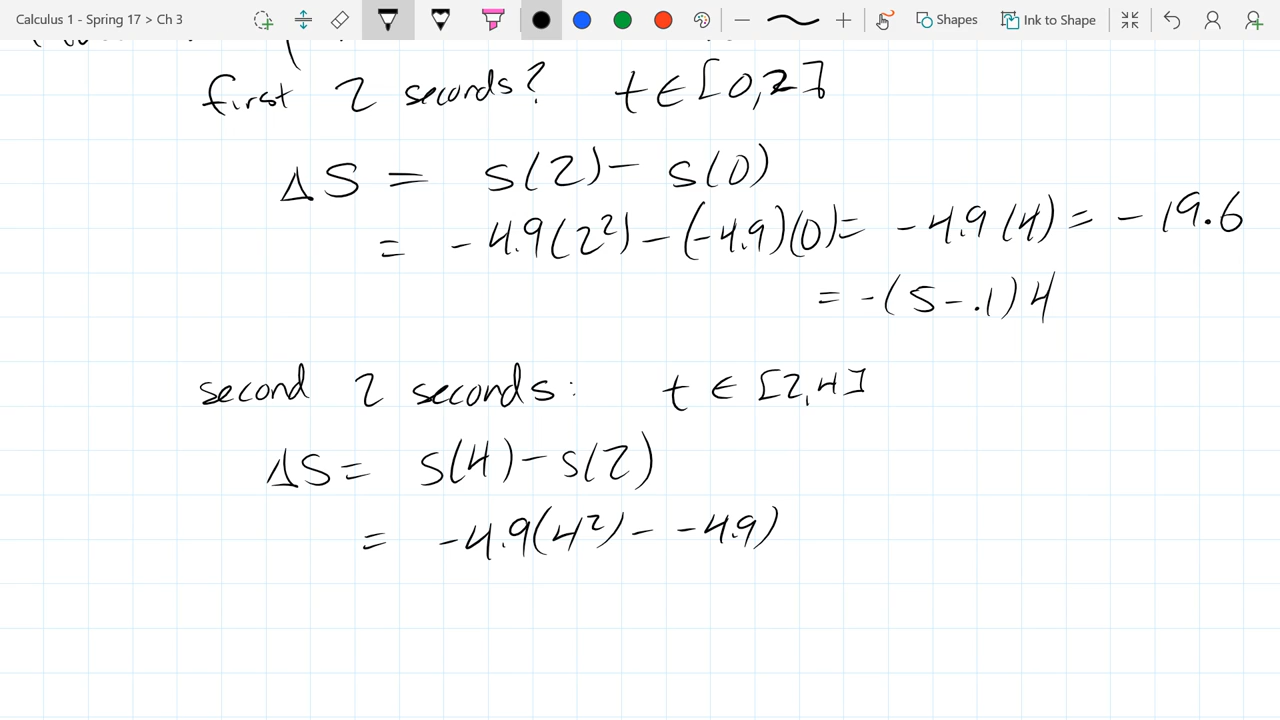 Calculus 1 - Spring 17 > Ch 3
Shapes
Ink to Shape
first 2 seconds? t ∈ [0,2]
ΔS = s(2) - s(0)
= -4.9(2²) - (-4.9)(0) = -4.9(4) = -19.6
= -(5 - .1)4
second 2 seconds: t ∈ [2,4]
ΔS = s(4) - s(2)
= -4.9(4²) - -4.9)